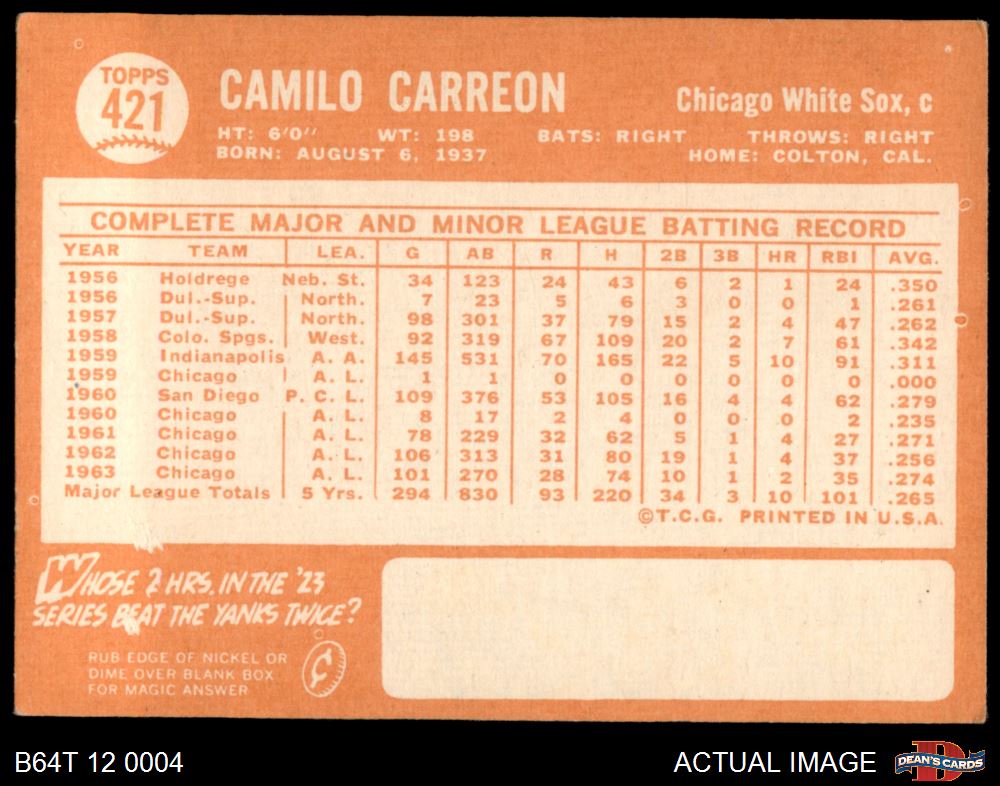 TOPPS
421
CAMILO CARREON
Chicago White Sox, c
HT: 6'0" WT: 198 BATS: RIGHT THROWS: RIGHT
BORN: AUGUST 6, 1937 HOME: COLTON, CAL.
COMPLETE MAJOR AND MINOR LEAGUE BATTING RECORD
YEAR TEAM LEA. G AB R H 2B 3B HR RBI AVG.
1956 Holdrege Neb. St. 34 123 24 43 6 2 1 24 .350
1956 Dul.-Sup. North. 7 23 5 6 3 0 0 1 .261
1957 Dul.-Sup. North. 98 301 37 79 15 2 4 47 .262
1958 Colo. Spgs. West. 92 319 67 109 20 2 7 61 .342
1959 Indianapolis A. A. 145 531 70 165 22 5 10 91 .311
1959 Chicago A. L. 1 1 0 0 0 0 0 0 .000
1960 San Diego P. C. L. 109 376 53 105 16 4 4 62 .279
1960 Chicago A. L. 8 17 2 4 0 0 0 2 .235
1961 Chicago A. L. 78 229 32 62 5 1 4 27 .271
1962 Chicago A. L. 106 313 31 80 19 1 4 37 .256
1963 Chicago A. L. 101 270 28 74 10 1 2 35 .274
Major League Totals 5 Yrs. 294 830 93 220 34 3 10 101 .265
©T.C.G. PRINTED IN U.S.A.
WHOSE 2 HRS. IN THE '23
SERIES BEAT THE YANKS TWICE?
RUB EDGE OF NICKEL OR
DIME OVER BLANK BOX
FOR MAGIC ANSWER
¢
B64T 12 0004
ACTUAL IMAGE
D
DEAN'S CARDS